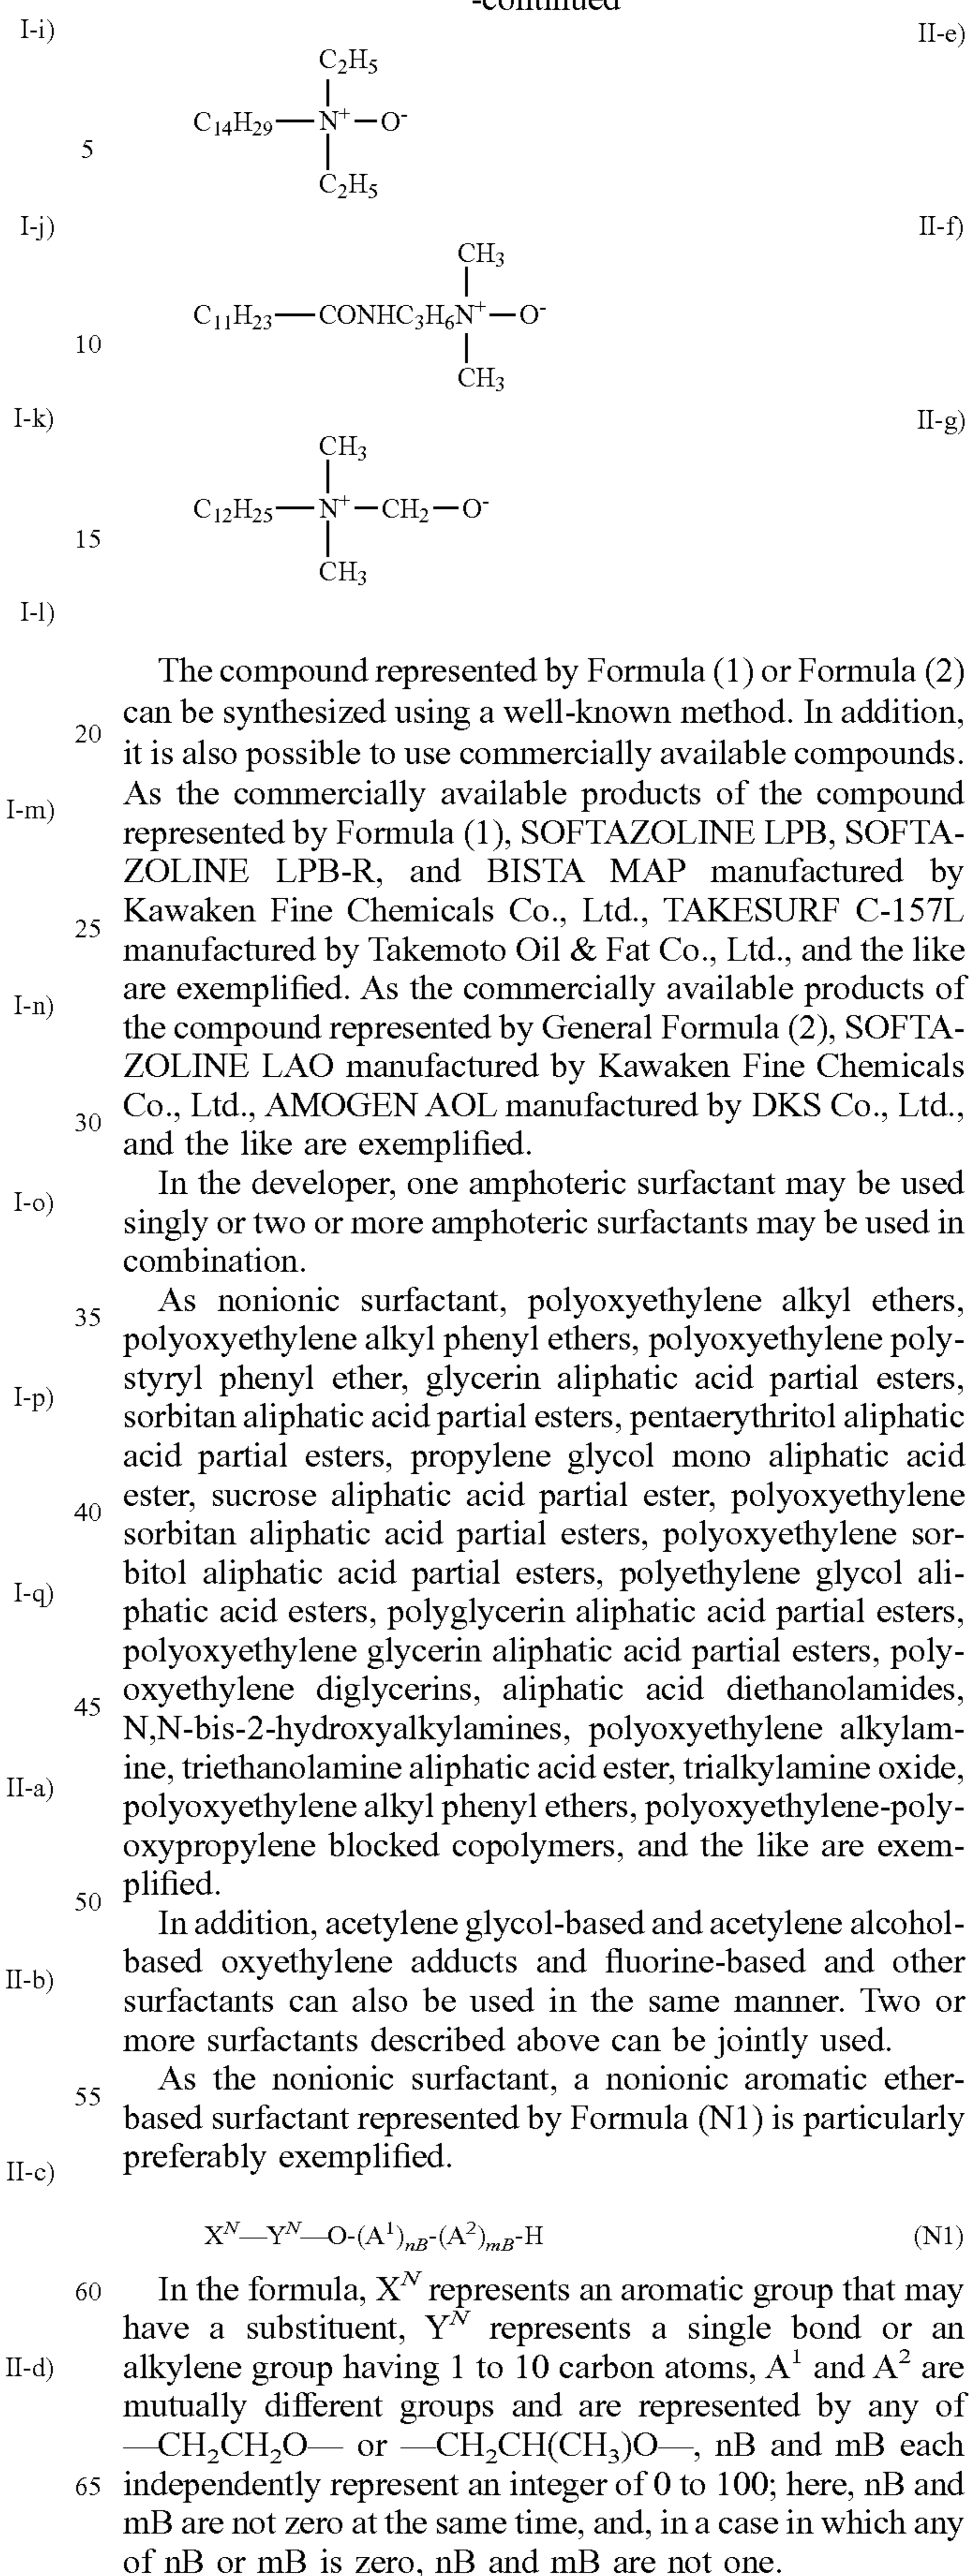 -continued
I-i)
II-e)
C2H5
C14H29—N+—O-
5
C2H5
I-j)
II-f)
CH3
C11H23—CONHC3H6N+—O-
10
CH3
I-k)
II-g)
CH3
C12H25—N+—CH2—O-
15
CH3
I-l)
The compound represented by Formula (1) or Formula (2)
can be synthesized using a well-known method. In addition,
20
it is also possible to use commercially available compounds.
I-m)
As the commercially available products of the compound
represented by Formula (1), SOFTAZOLINE LPB, SOFTA-
ZOLINE LPB-R, and BISTA MAP manufactured by
25
Kawaken Fine Chemicals Co., Ltd., TAKESURF C-157L
manufactured by Takemoto Oil & Fat Co., Ltd., and the like
I-n)
are exemplified. As the commercially available products of
the compound represented by General Formula (2), SOFTA-
ZOLINE LAO manufactured by Kawaken Fine Chemicals
30
Co., Ltd., AMOGEN AOL manufactured by DKS Co., Ltd.,
and the like are exemplified.
I-o)
In the developer, one amphoteric surfactant may be used
singly or two or more amphoteric surfactants may be used in
combination.
35
As nonionic surfactant, polyoxyethylene alkyl ethers,
polyoxyethylene alkyl phenyl ethers, polyoxyethylene poly-
I-p)
styryl phenyl ether, glycerin aliphatic acid partial esters,
sorbitan aliphatic acid partial esters, pentaerythritol aliphatic
acid partial esters, propylene glycol mono aliphatic acid
40
ester, sucrose aliphatic acid partial ester, polyoxyethylene
sorbitan aliphatic acid partial esters, polyoxyethylene sor-
I-q)
bitol aliphatic acid partial esters, polyethylene glycol ali-
phatic acid esters, polyglycerin aliphatic acid partial esters,
polyoxyethylene glycerin aliphatic acid partial esters, poly-
45
oxyethylene diglycerins, aliphatic acid diethanolamides,
N,N-bis-2-hydroxyalkylamines, polyoxyethylene alkylam-
II-a)
ine, triethanolamine aliphatic acid ester, trialkylamine oxide,
polyoxyethylene alkyl phenyl ethers, polyoxyethylene-poly-
oxypropylene blocked copolymers, and the like are exem-
50
plified.
In addition, acetylene glycol-based and acetylene alcohol-
II-b)
based oxyethylene adducts and fluorine-based and other
surfactants can also be used in the same manner. Two or
more surfactants described above can be jointly used.
55
As the nonionic surfactant, a nonionic aromatic ether-
based surfactant represented by Formula (N1) is particularly
II-c)
preferably exemplified.
X^N—Y^N—O-(A^1)nB-(A^2)mB-H (N1)
60
In the formula, X^N represents an aromatic group that may
have a substituent, Y^N represents a single bond or an
II-d)
alkylene group having 1 to 10 carbon atoms, A^1 and A^2 are
mutually different groups and are represented by any of
—CH2CH2O— or —CH2CH(CH3)O—, nB and mB each
65
independently represent an integer of 0 to 100; here, nB and
mB are not zero at the same time, and, in a case in which any
of nB or mB is zero, nB and mB are not one.